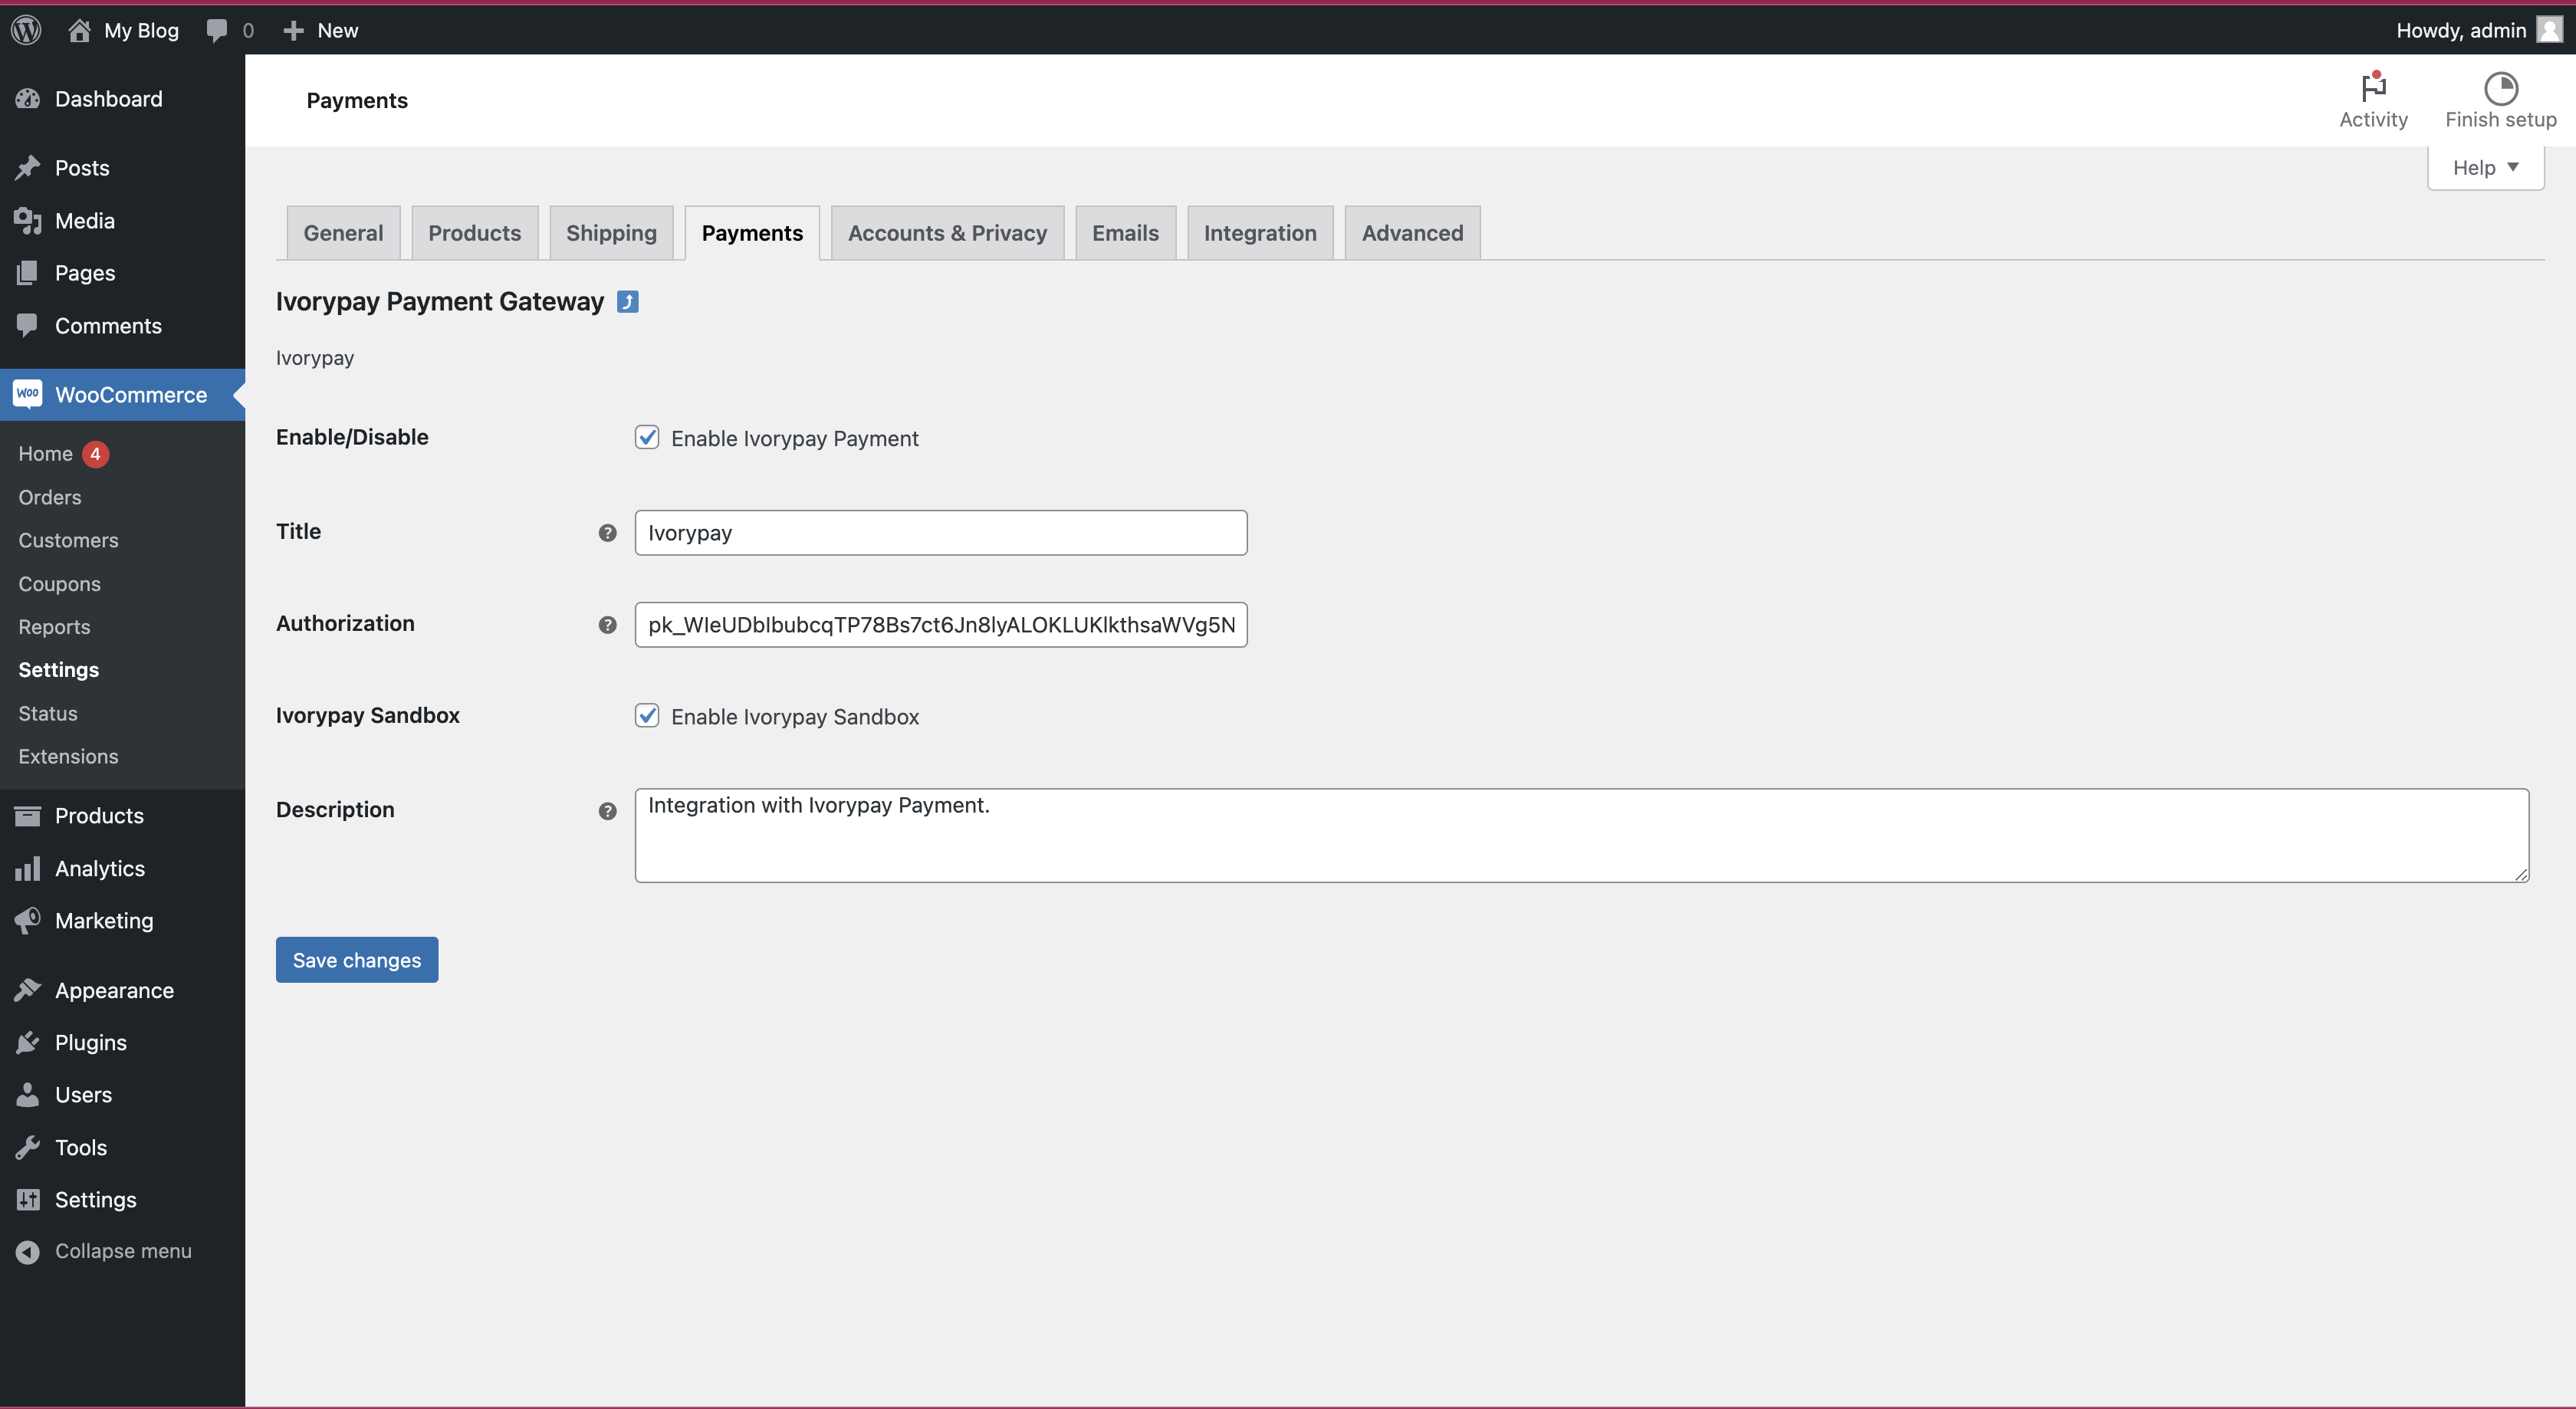 My Blog 0 New Howdy, admin
Dashboard
Posts
Media
Pages
Comments
Woo WooCommerce
Home 4
Orders
Customers
Coupons
Reports
Settings
Status
Extensions
Products
Analytics
Marketing
Appearance
Plugins
Users
Tools
Settings
Collapse menu
Payments
Activity Finish setup
Help
General Products Shipping Payments Accounts & Privacy Emails Integration Advanced
Ivorypay Payment Gateway
Ivorypay
Enable/Disable Enable Ivorypay Payment
Title ? Ivorypay
Authorization ? pk_WIeUDbIbubcqTP78Bs7ct6Jn8lyALOKLUKlkthsaWVg5N
Ivorypay Sandbox Enable Ivorypay Sandbox
Description ? Integration with Ivorypay Payment.
Save changes